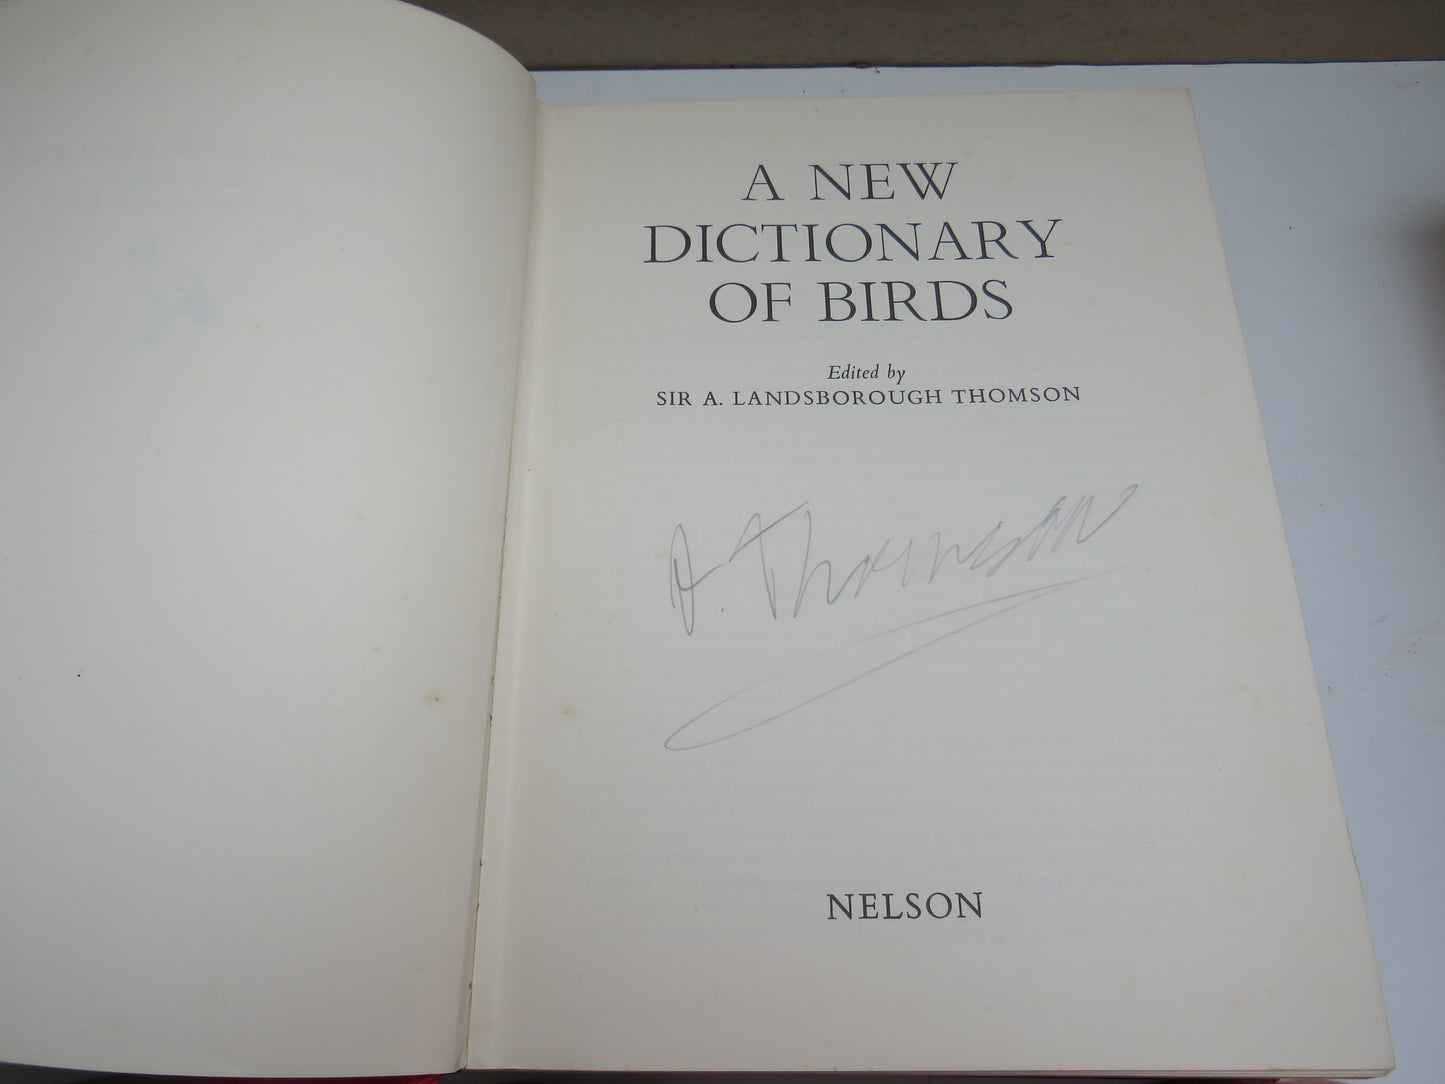 A NEW
DICTIONARY
OF BIRDS
Edited by
SIR A. LANDSBOROUGH THOMSON
A. Thomson
NELSON